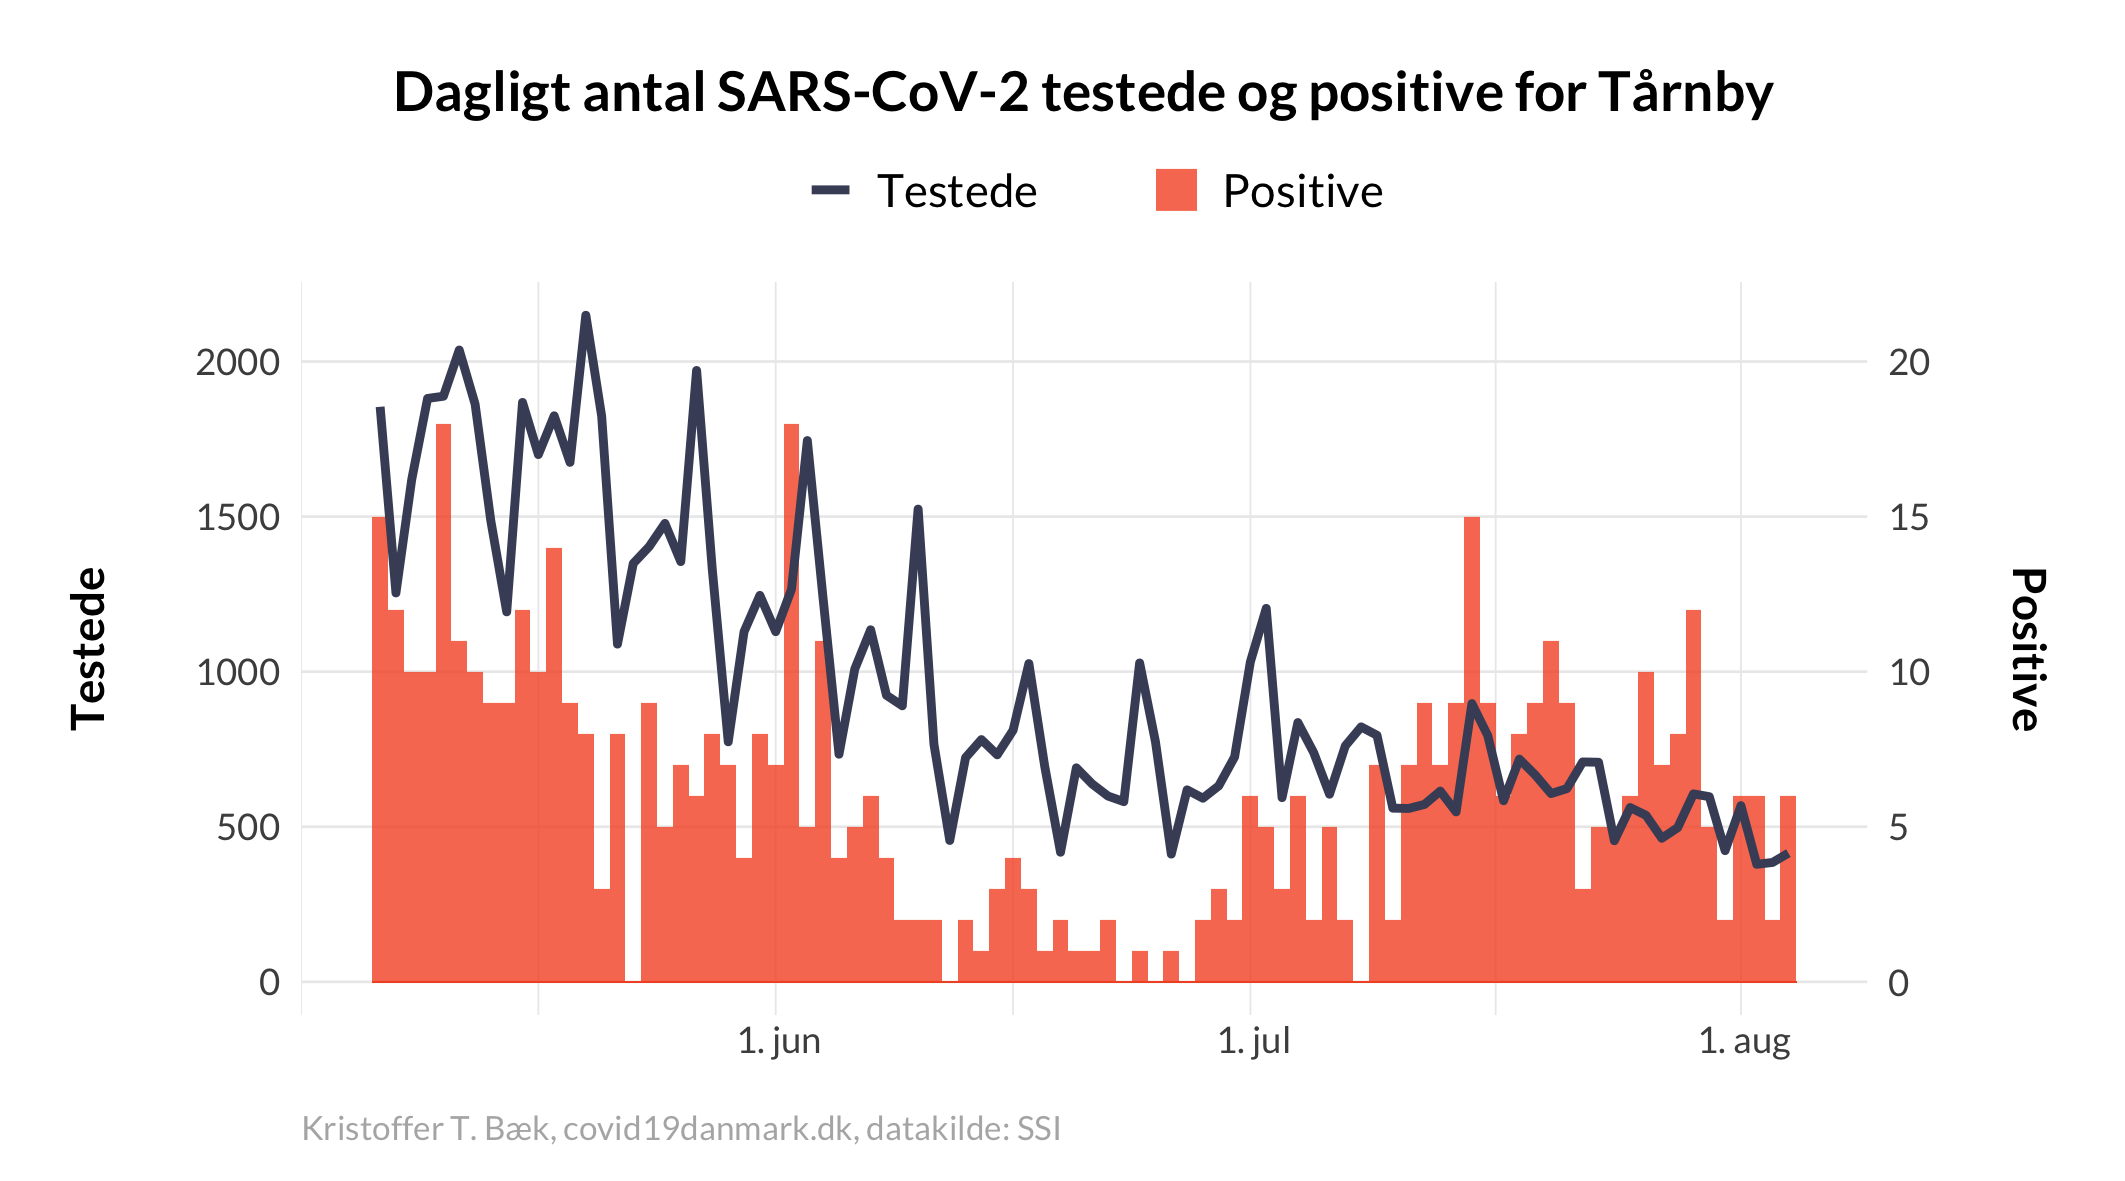 Dagligt antal SARS-CoV-2 testede og positive for Tårnby
Testede
Positive
2000
1500
1000
500
0
20
15
10
5
0
Testede
Positive
1. jun
1. jul
1. aug
Kristoffer T. Bæk, covid19danmark.dk, datakilde: SSI